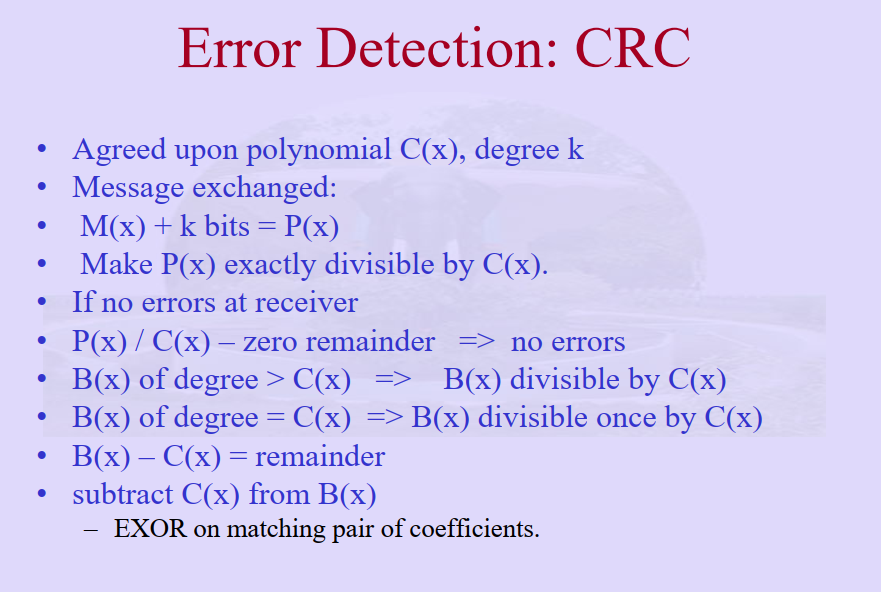 Error Detection: CRC
• Agreed upon polynomial C(x), degree k
• Message exchanged:
• M(x) + k bits = P(x)
• Make P(x) exactly divisible by C(x).
• If no errors at receiver
• P(x) / C(x) – zero remainder => no errors
• B(x) of degree > C(x) => B(x) divisible by C(x)
• B(x) of degree = C(x) => B(x) divisible once by C(x)
• B(x) – C(x) = remainder
• subtract C(x) from B(x)
– EXOR on matching pair of coefficients.